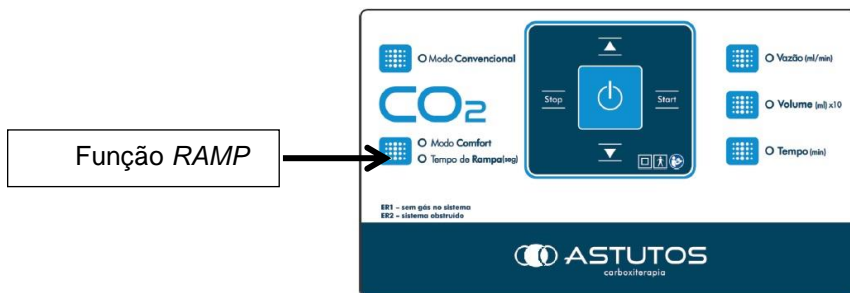 Função RAMP
Modo Convencional
CO2
Modo Comfort
Tempo de Rampa(seg)
ER1 – sem gás no sistema
ER2 – sistema obstruído
Stop
Start
Vazão (ml/min)
Volume (ml) x10
Tempo (min)
ASTUTOS
carboxiterapia